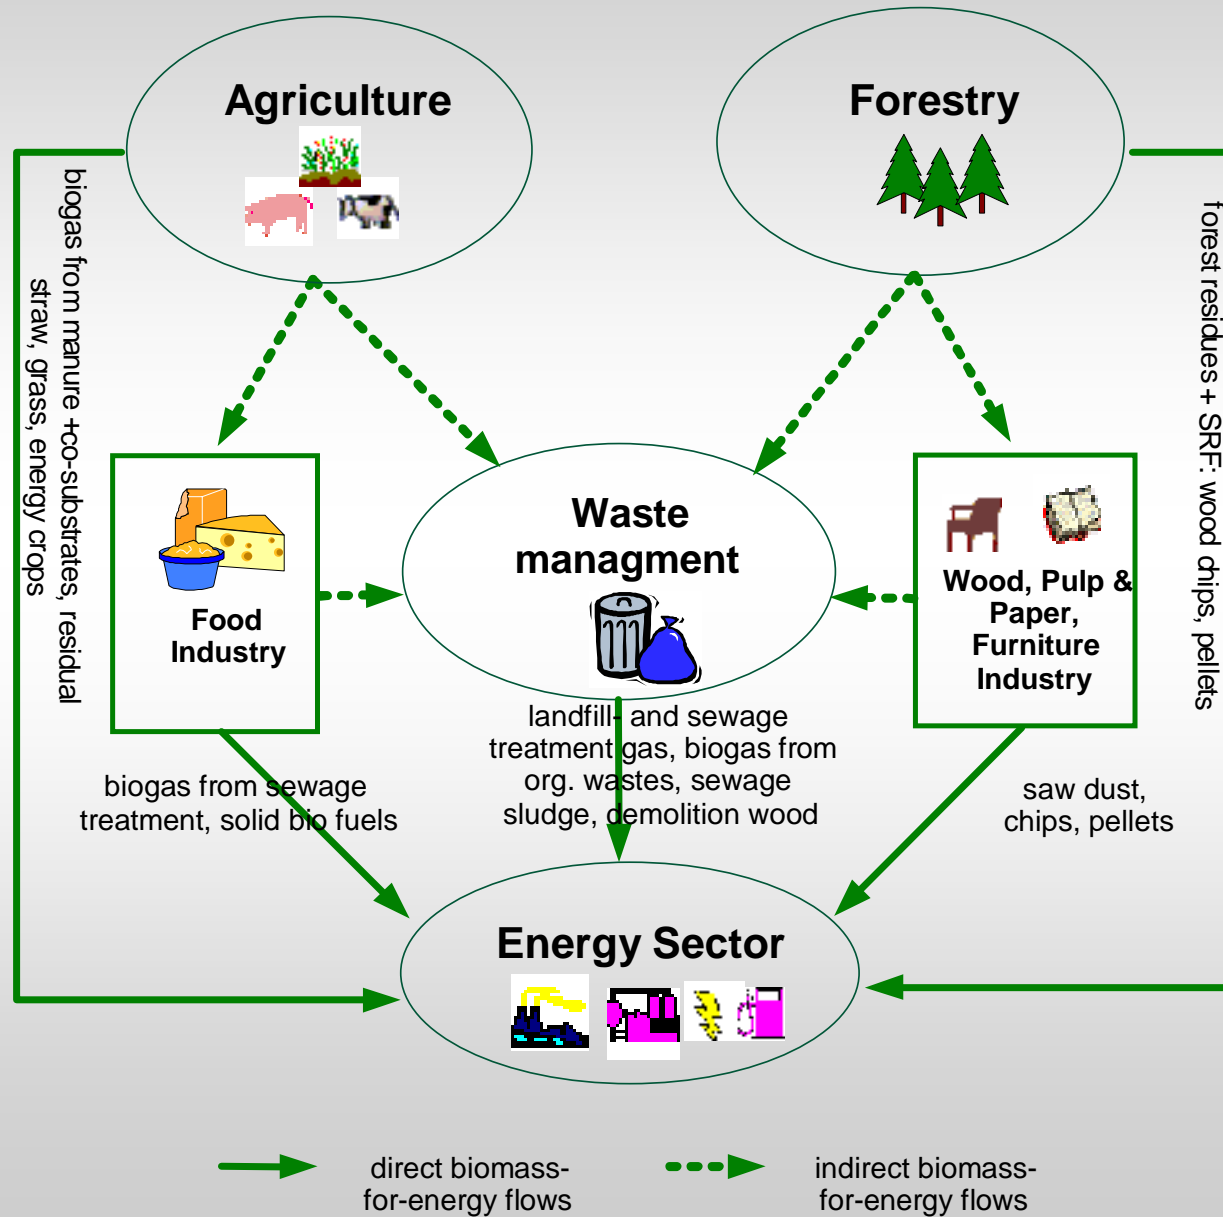 Agriculture
Forestry
biogas from manure +co-substrates, residual
straw, grass, energy crops
forest residues + SRF: wood chips, pellets
Waste
managment
Food
Industry
Wood, Pulp &
Paper,
Furniture
Industry
landfill- and sewage
treatment gas, biogas from
org. wastes, sewage
sludge, demolition wood
biogas from sewage
treatment, solid bio fuels
saw dust,
chips, pellets
Energy Sector
direct biomass-
for-energy flows
indirect biomass-
for-energy flows